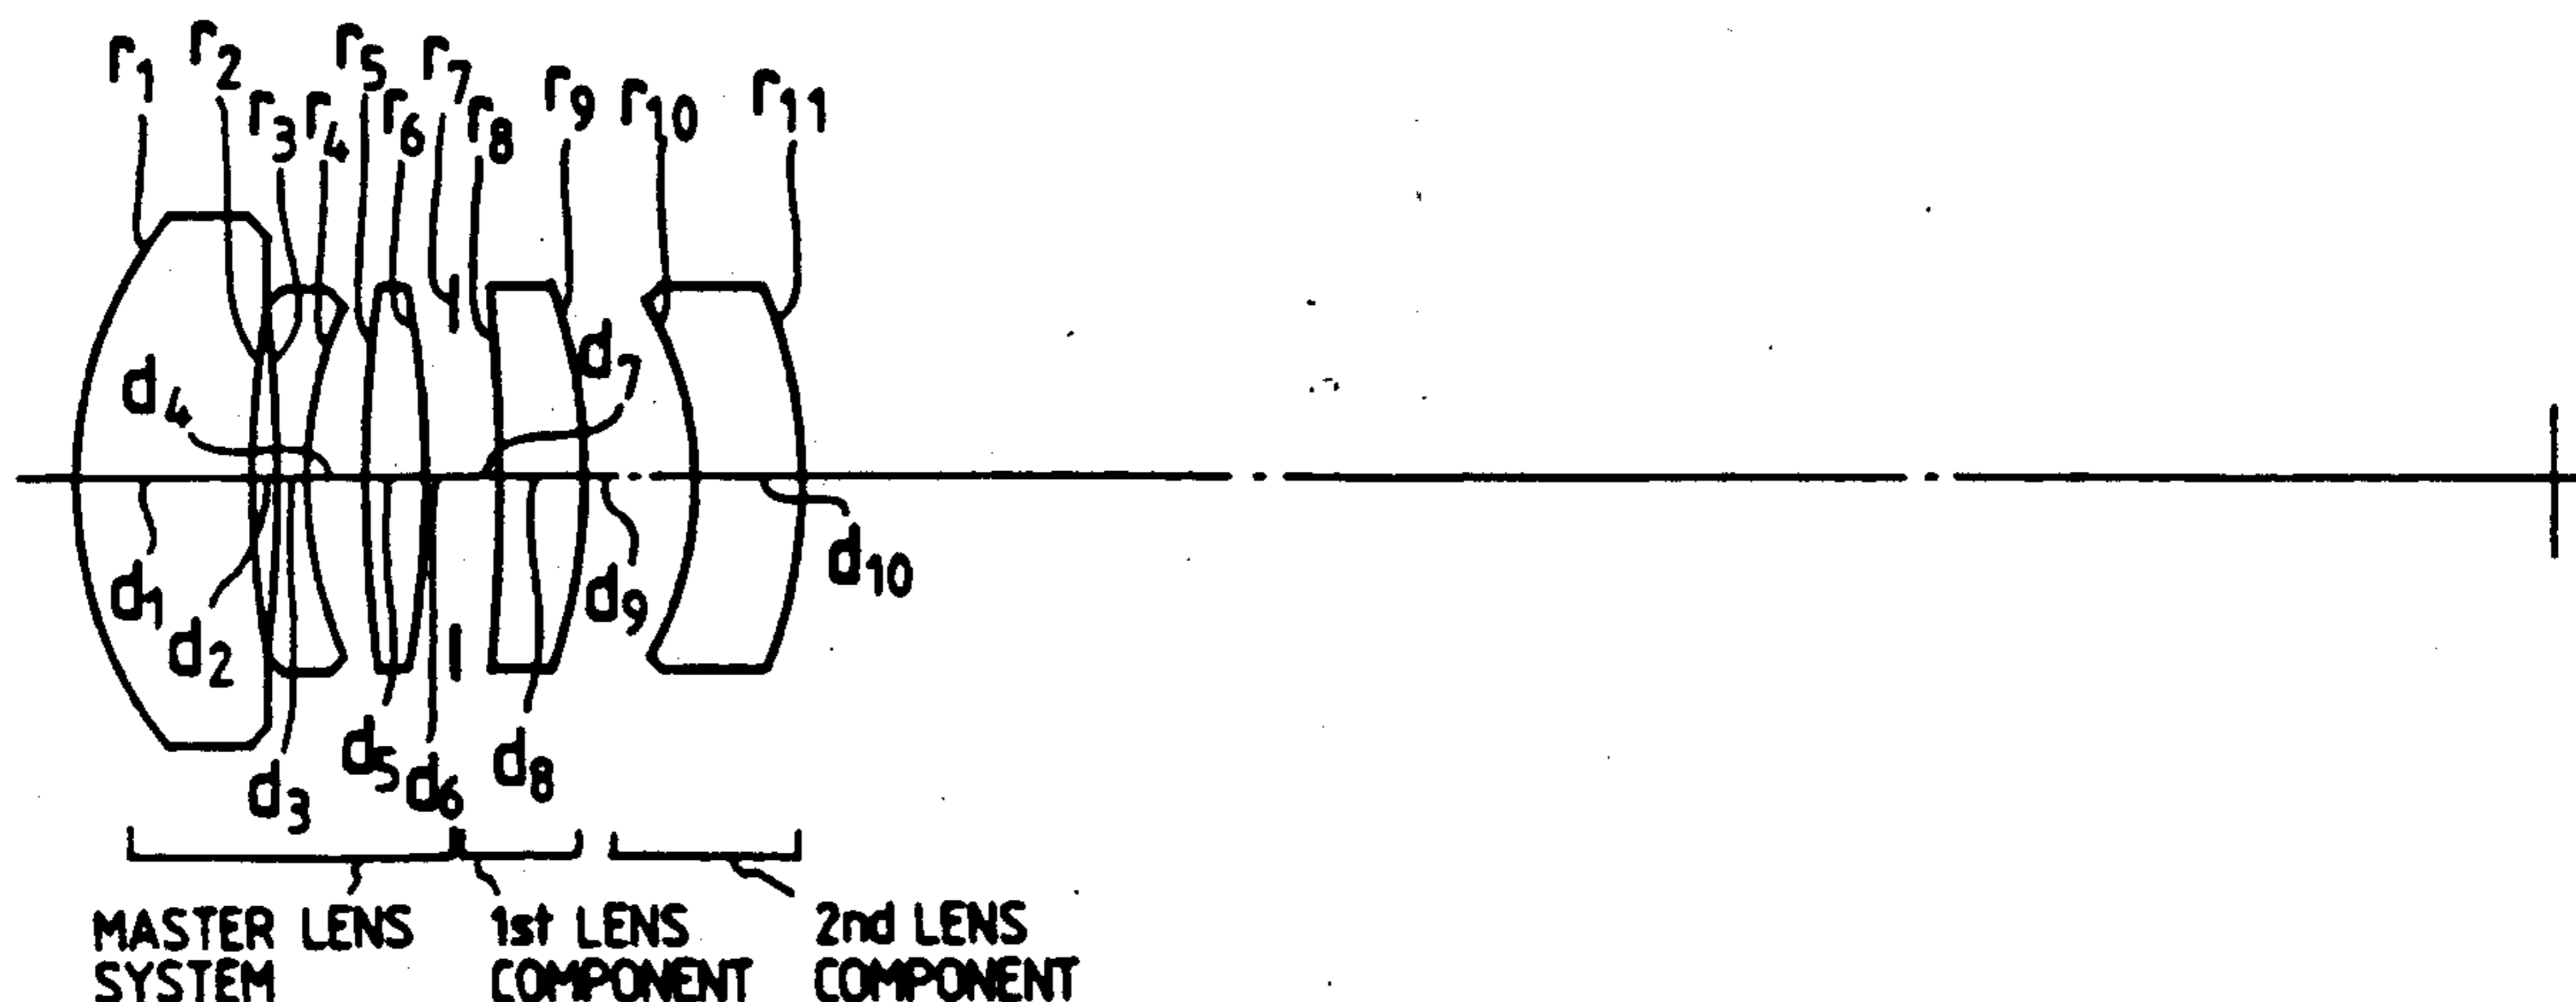 r1 r2 r5 r7 r9 r10 r11
r3 r4 r6 r8
d4 d7
d1 d2 d9 d10
d3 d5 d6 d8
MASTER LENS SYSTEM
1st LENS COMPONENT
2nd LENS COMPONENT